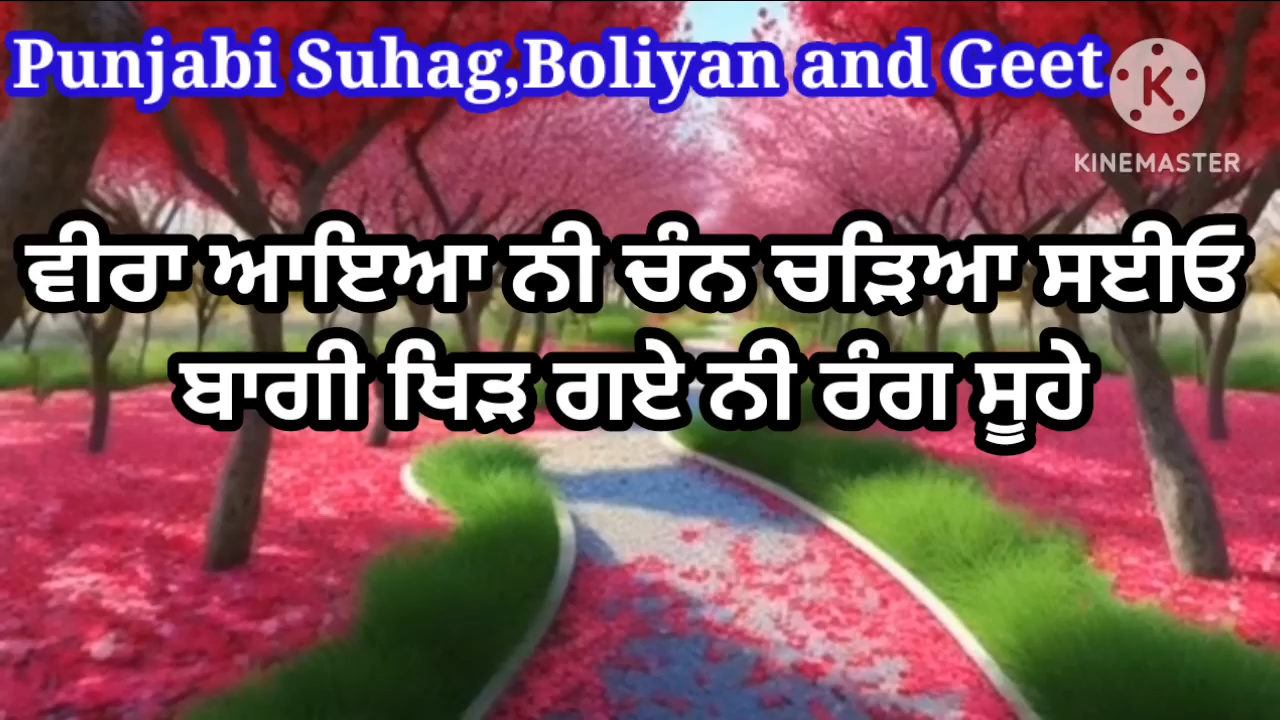 Punjabi Suhag,Boliyan and Geet
K
KINEMASTER
ਵੀਰਾ ਆਇਆ ਨੀ ਚੰਨ ਚੜਿਆ ਸਈਓ
ਬਾਗੀ ਖਿੜ ਗਏ ਨੀ ਰੰਗ ਸੂਹੇ